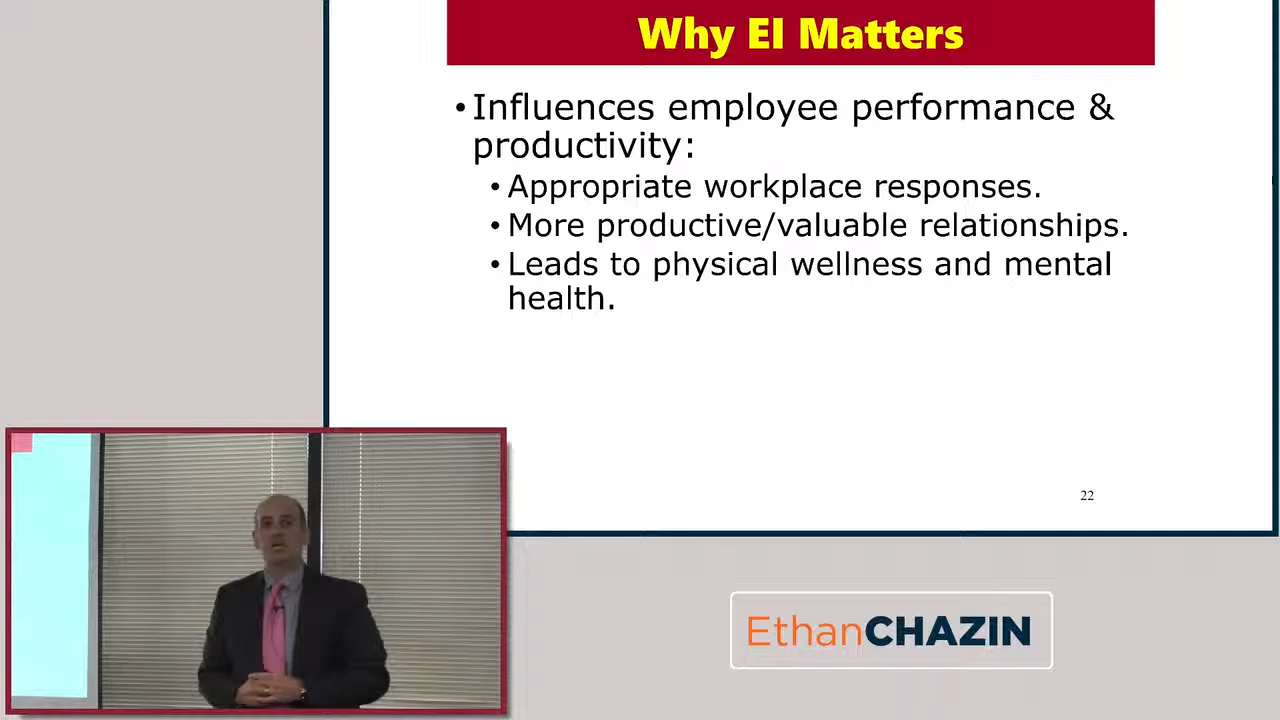 Why EI Matters
•Influences employee performance &
productivity:
•Appropriate workplace responses.
•More productive/valuable relationships.
•Leads to physical wellness and mental
health.
22
EthanCHAZIN